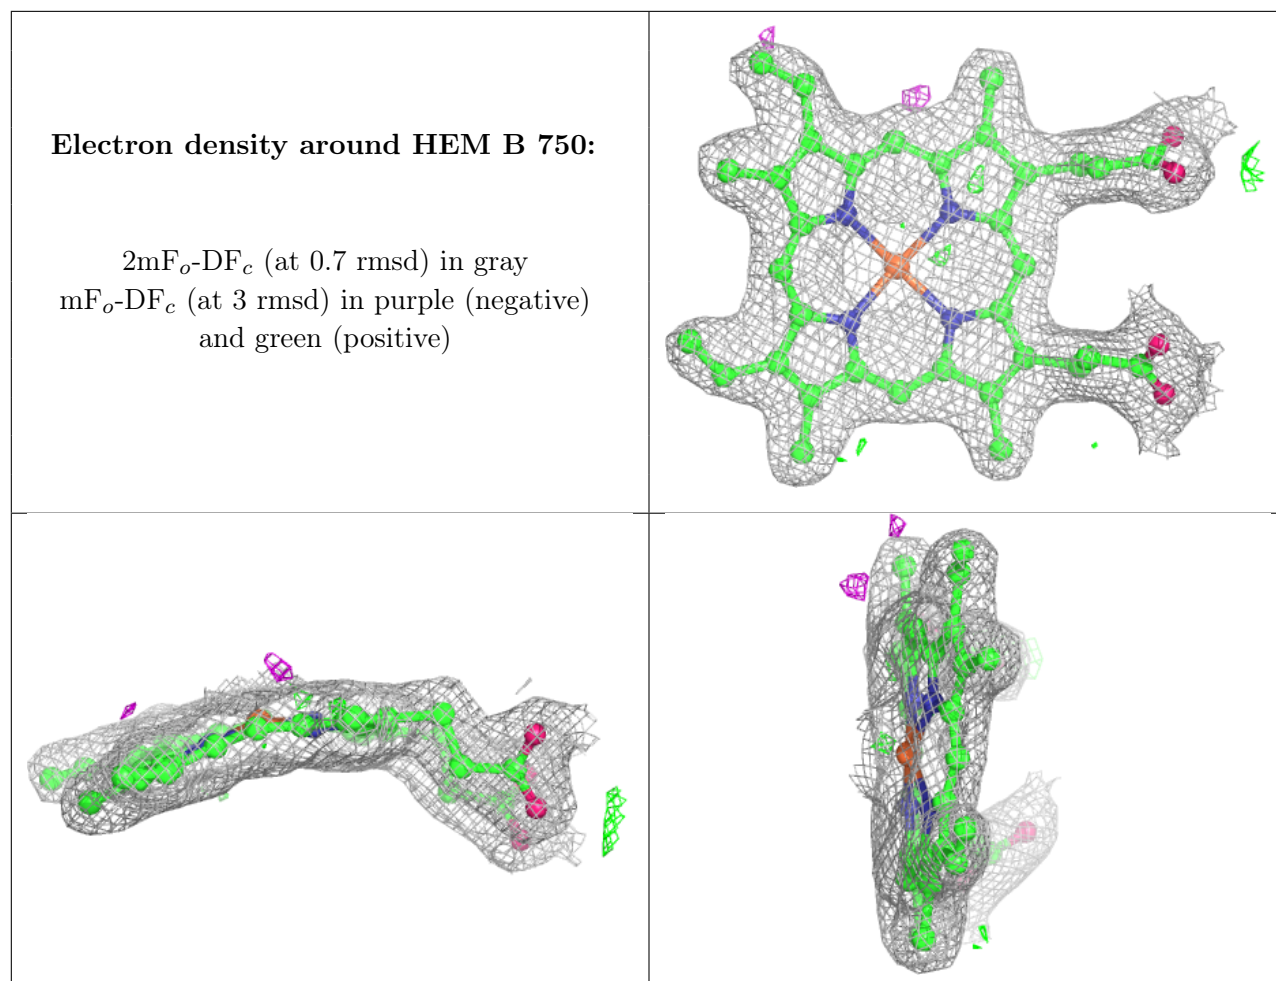 Electron density around HEM B 750:
2mFo-DFc (at 0.7 rmsd) in gray
mFo-DFc (at 3 rmsd) in purple (negative)
and green (positive)